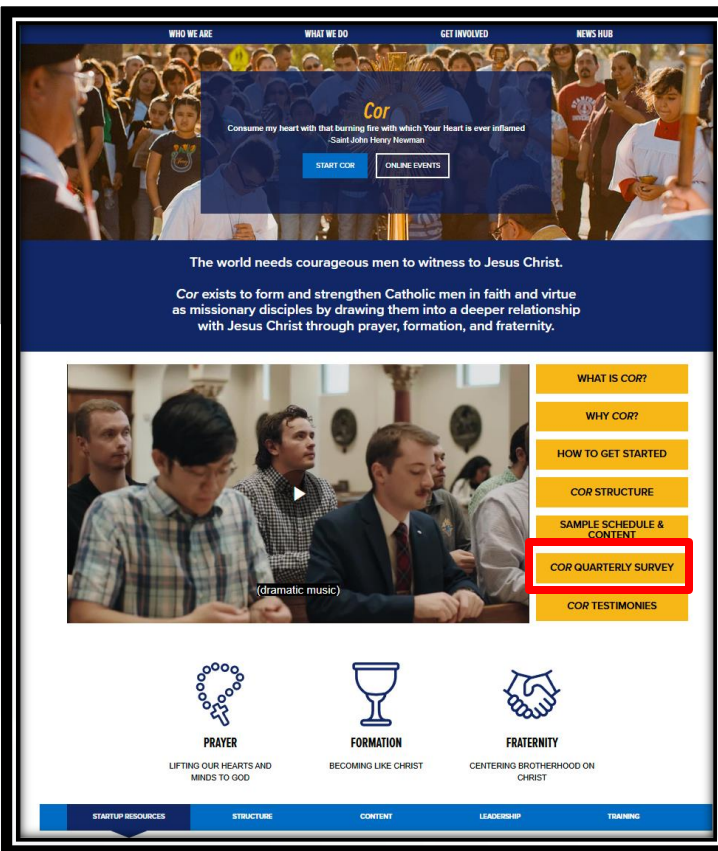 WHO WE ARE
WHAT WE DO
GET INVOLVED
NEWS HUB
Cor
Consume my heart with that burning fire with which Your Heart is ever inflamed
-Saint John Henry Newman
START COR
ONLINE EVENTS
The world needs courageous men to witness to Jesus Christ.
Cor exists to form and strengthen Catholic men in faith and virtue
as missionary disciples by drawing them into a deeper relationship
with Jesus Christ through prayer, formation, and fraternity.
(dramatic music)
WHAT IS COR?
WHY COR?
HOW TO GET STARTED
COR STRUCTURE
SAMPLE SCHEDULE &
CONTENT
COR QUARTERLY SURVEY
COR TESTIMONIES
PRAYER
LIFTING OUR HEARTS AND
MINDS TO GOD
FORMATION
BECOMING LIKE CHRIST
FRATERNITY
CENTERING BROTHERHOOD ON
CHRIST
STARTUP RESOURCES
STRUCTURE
CONTENT
LEADERSHIP
TRAINING